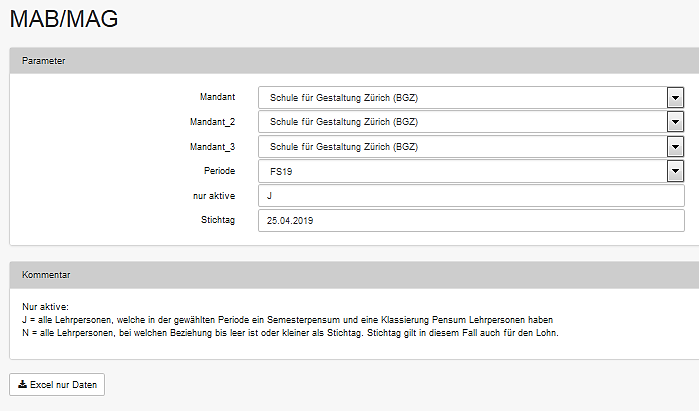 MAB/MAG
Parameter
Mandant Schule für Gestaltung Zürich (BGZ)
Mandant_2 Schule für Gestaltung Zürich (BGZ)
Mandant_3 Schule für Gestaltung Zürich (BGZ)
Periode FS19
nur aktive J
Stichtag 25.04.2019
Kommentar
Nur aktive:
J = alle Lehrpersonen, welche in der gewählten Periode ein Semesterpensum und eine Klassierung Pensum Lehrpersonen haben
N = alle Lehrpersonen, bei welchen Beziehung bis leer ist oder kleiner als Stichtag. Stichtag gilt in diesem Fall auch für den Lohn.
Excel nur Daten